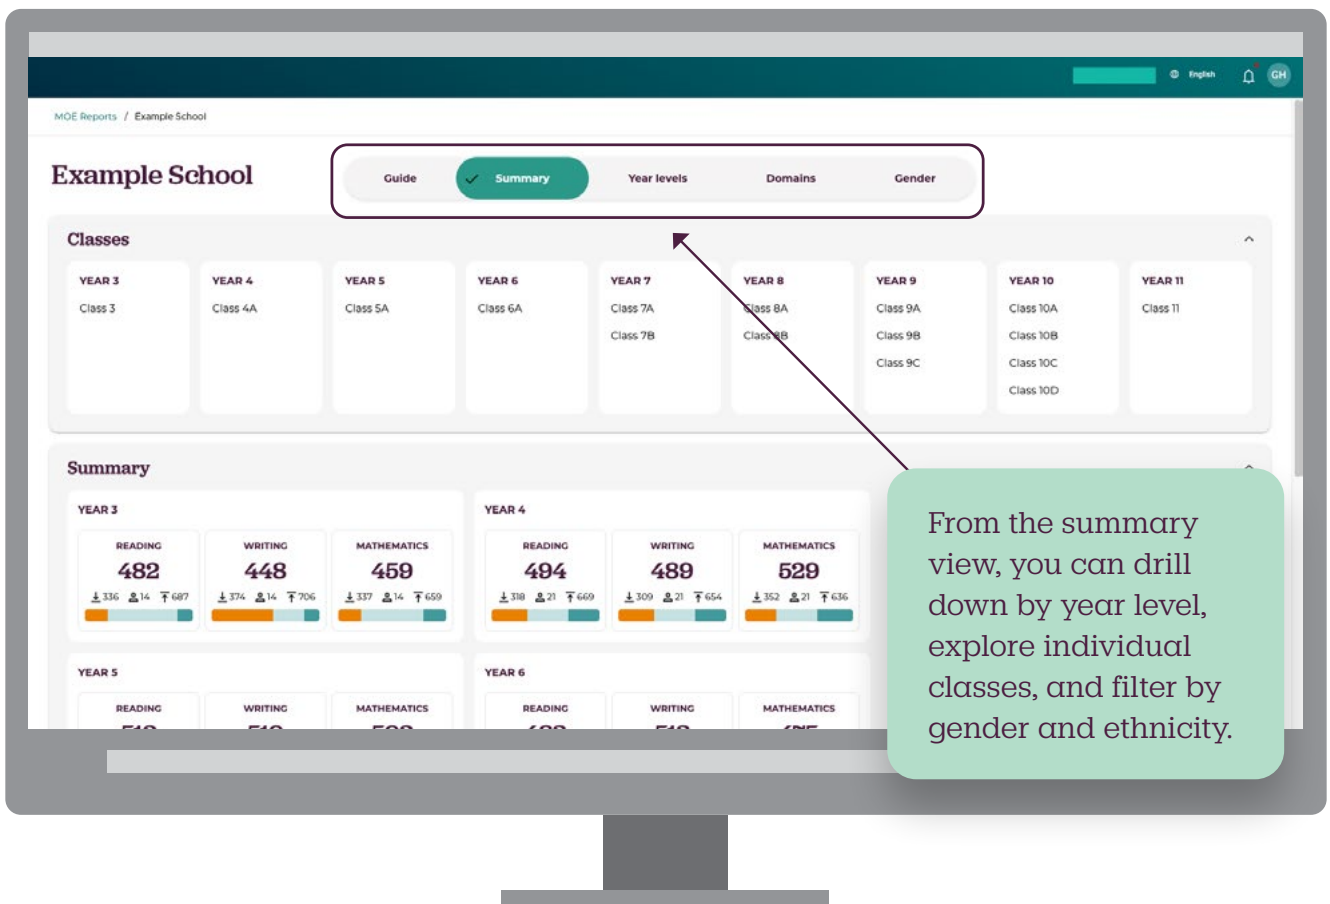 English
GH
MOE Reports / Example School
Example School
Guide
Summary
Year levels
Domains
Gender
Classes
YEAR 3
Class 3
YEAR 4
Class 4A
YEAR 5
Class 5A
YEAR 6
Class 6A
YEAR 7
Class 7A
Class 7B
YEAR 8
Class 8A
Class 8B
YEAR 9
Class 9A
Class 9B
Class 9C
YEAR 10
Class 10A
Class 10B
Class 10C
Class 10D
YEAR 11
Class 11
Summary
YEAR 3
READING
482
336 14 687
WRITING
448
374 14 706
MATHEMATICS
459
337 14 659
YEAR 4
READING
494
318 21 669
WRITING
489
309 21 654
MATHEMATICS
529
352 21 636
YEAR 5
READING
WRITING
MATHEMATICS
YEAR 6
READING
WRITING
MATHEMATICS
From the summary
view, you can drill
down by year level,
explore individual
classes, and filter by
gender and ethnicity.